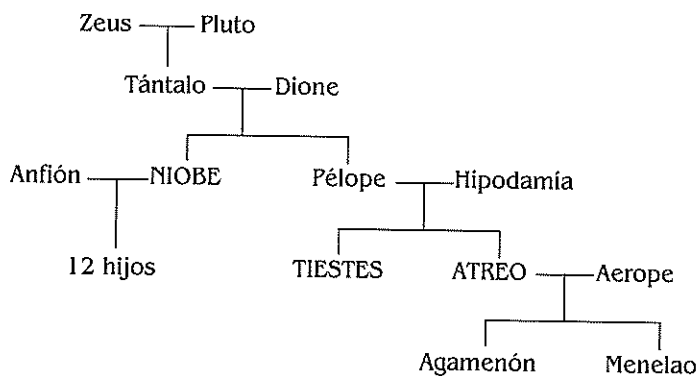 Zeus Pluto
Tántalo Dione
Anfión NIOBE Pélope Hipodamía
12 hijos TIESTES ATREO Aerope
Agamenón Menelao